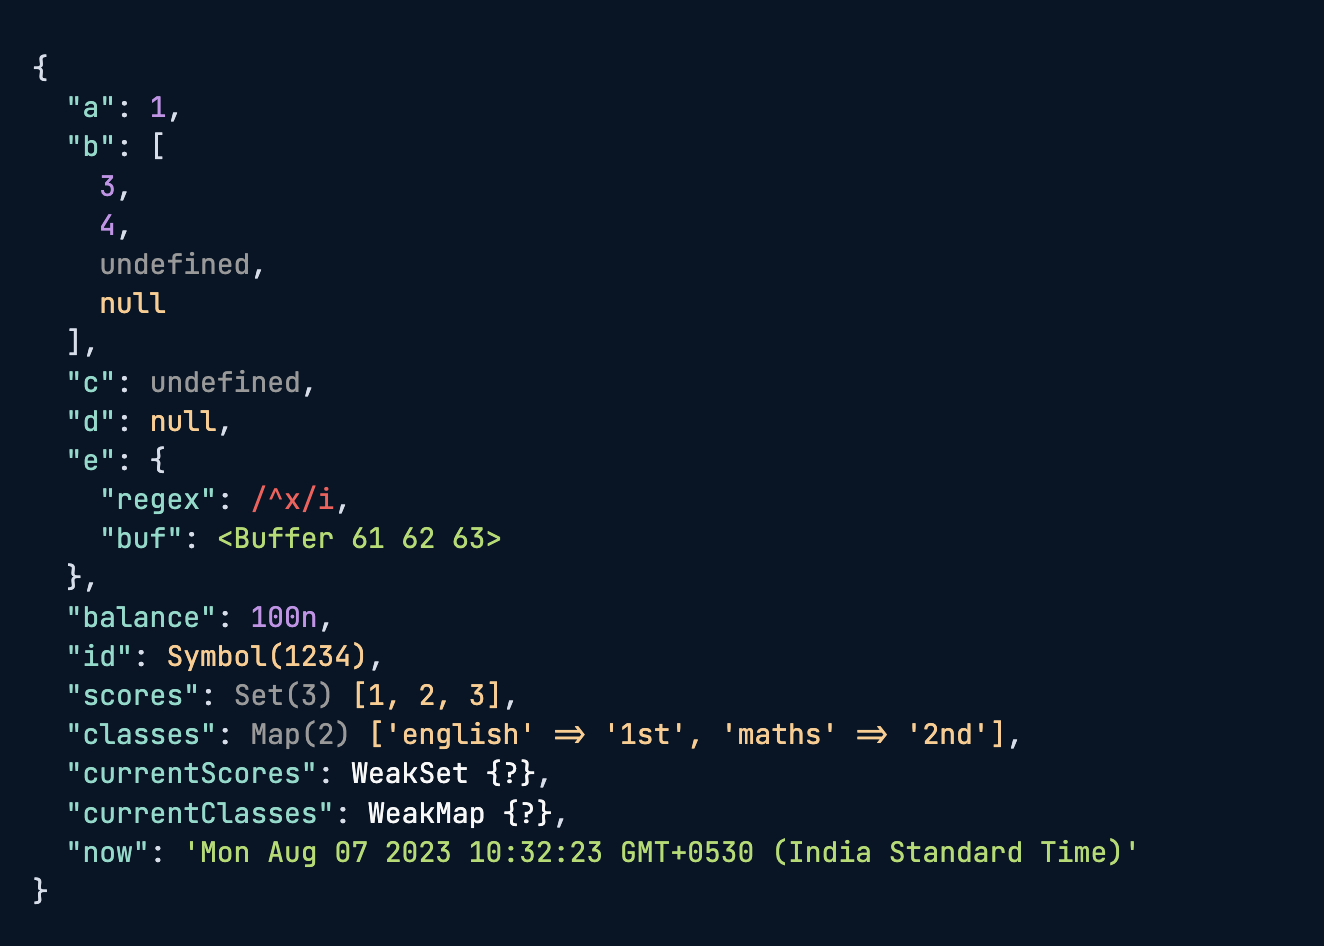 {
  "a": 1,
  "b": [
    3,
    4,
    undefined,
    null
  ],
  "c": undefined,
  "d": null,
  "e": {
    "regex": /^x/i,
    "buf": <Buffer 61 62 63>
  },
  "balance": 100n,
  "id": Symbol(1234),
  "scores": Set(3) [1, 2, 3],
  "classes": Map(2) ['english' => '1st', 'maths' => '2nd'],
  "currentScores": WeakSet {?},
  "currentClasses": WeakMap {?},
  "now": 'Mon Aug 07 2023 10:32:23 GMT+0530 (India Standard Time)'
}